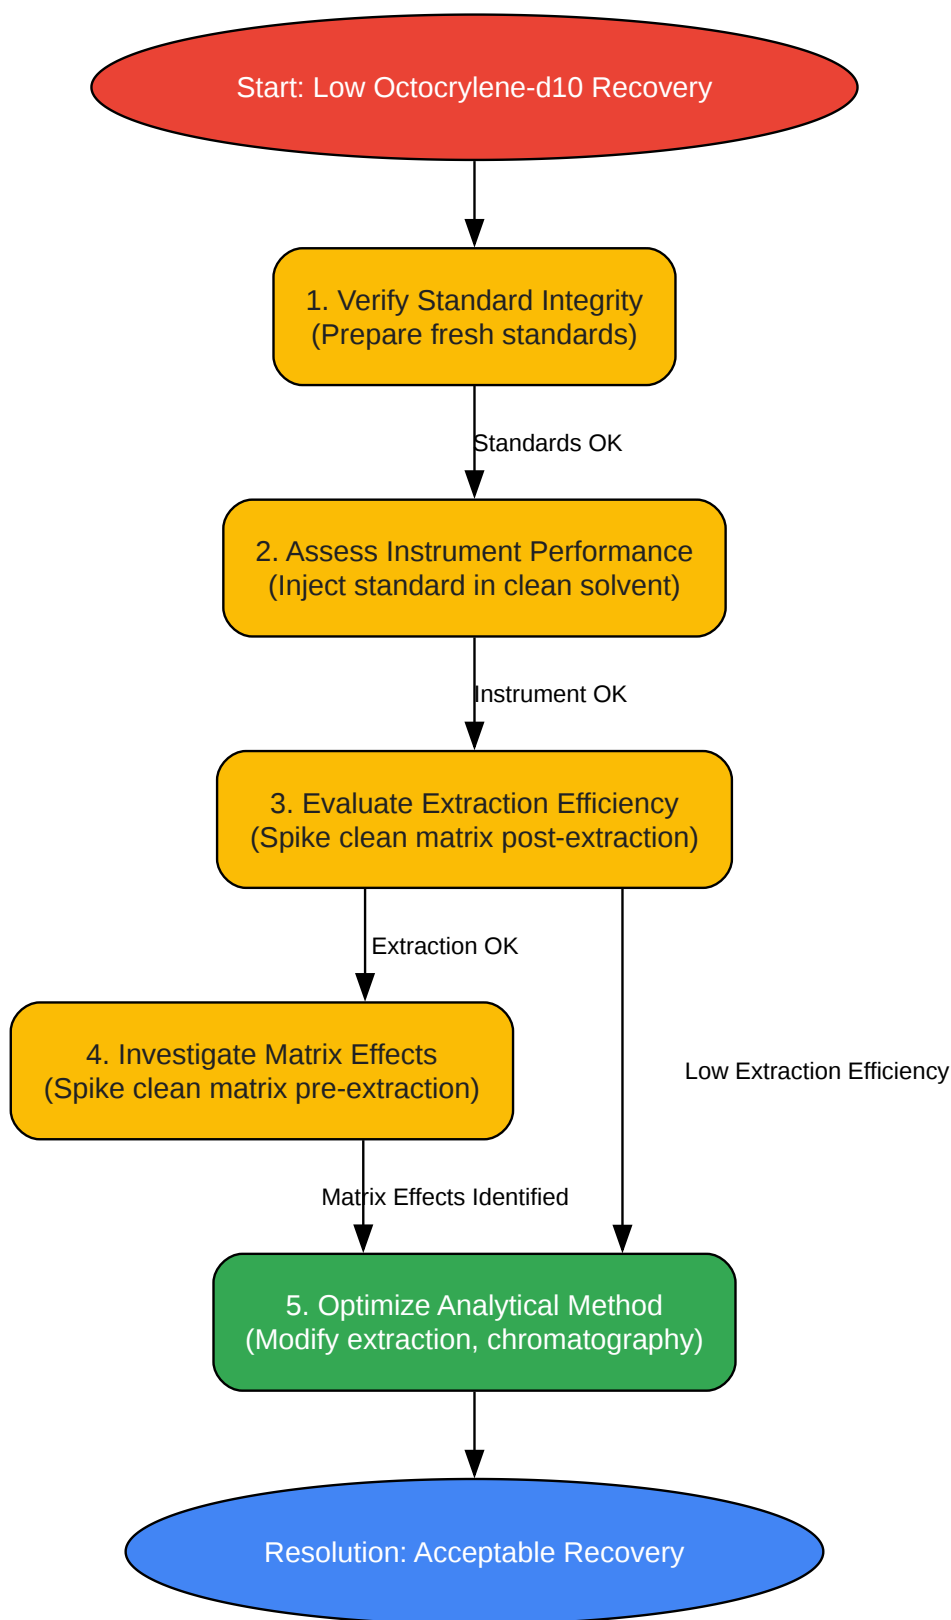 Start: Low Octocrylene-d10 Recovery
1. Verify Standard Integrity
(Prepare fresh standards)
Standards OK
2. Assess Instrument Performance
(Inject standard in clean solvent)
Instrument OK
3. Evaluate Extraction Efficiency
(Spike clean matrix post-extraction)
Extraction OK
4. Investigate Matrix Effects
(Spike clean matrix pre-extraction)
Low Extraction Efficiency
Matrix Effects Identified
5. Optimize Analytical Method
(Modify extraction, chromatography)
Resolution: Acceptable Recovery